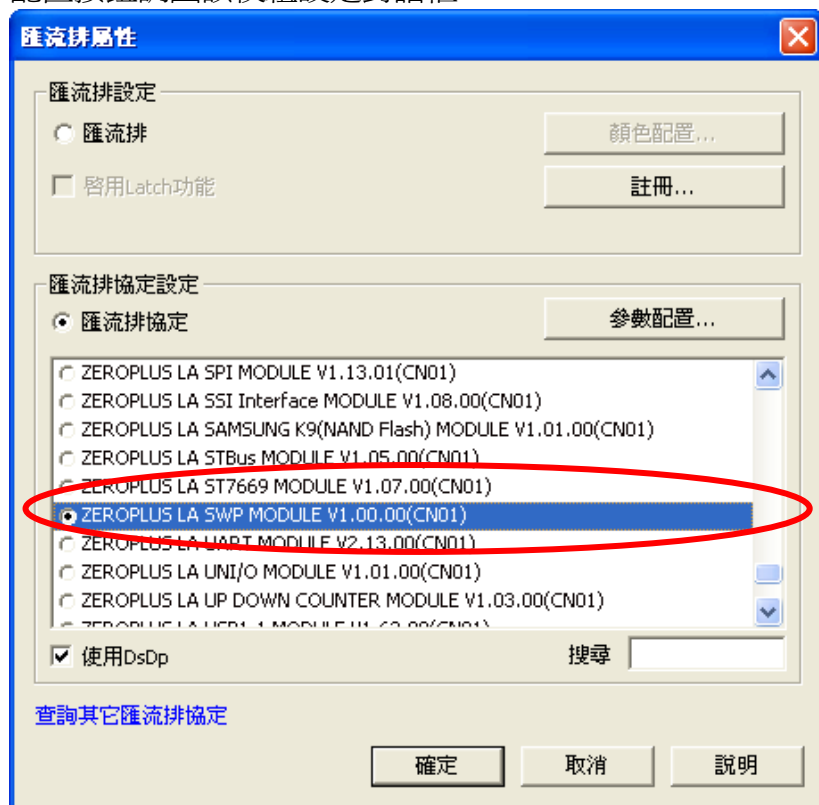 匯流排屬性
匯流排設定
匯流排
顏色配置...
啓用Latch功能
註冊...
匯流排協定設定
匯流排協定
參數配置...
ZEROPLUS LA SPI MODULE V1.13.01(CN01)
ZEROPLUS LA SSI Interface MODULE V1.08.00(CN01)
ZEROPLUS LA SAMSUNG K9(NAND Flash) MODULE V1.01.00(CN01)
ZEROPLUS LA STBus MODULE V1.05.00(CN01)
ZEROPLUS LA ST7669 MODULE V1.07.00(CN01)
ZEROPLUS LA SWP MODULE V1.00.00(CN01)
ZEROPLUS LA UART MODULE V2.13.00(CN01)
ZEROPLUS LA UNI/O MODULE V1.01.00(CN01)
ZEROPLUS LA UP DOWN COUNTER MODULE V1.03.00(CN01)
ZEROPLUS LA USB1.1 MODULE
使用DsDp
搜尋
查詢其它匯流排協定
確定
取消
說明